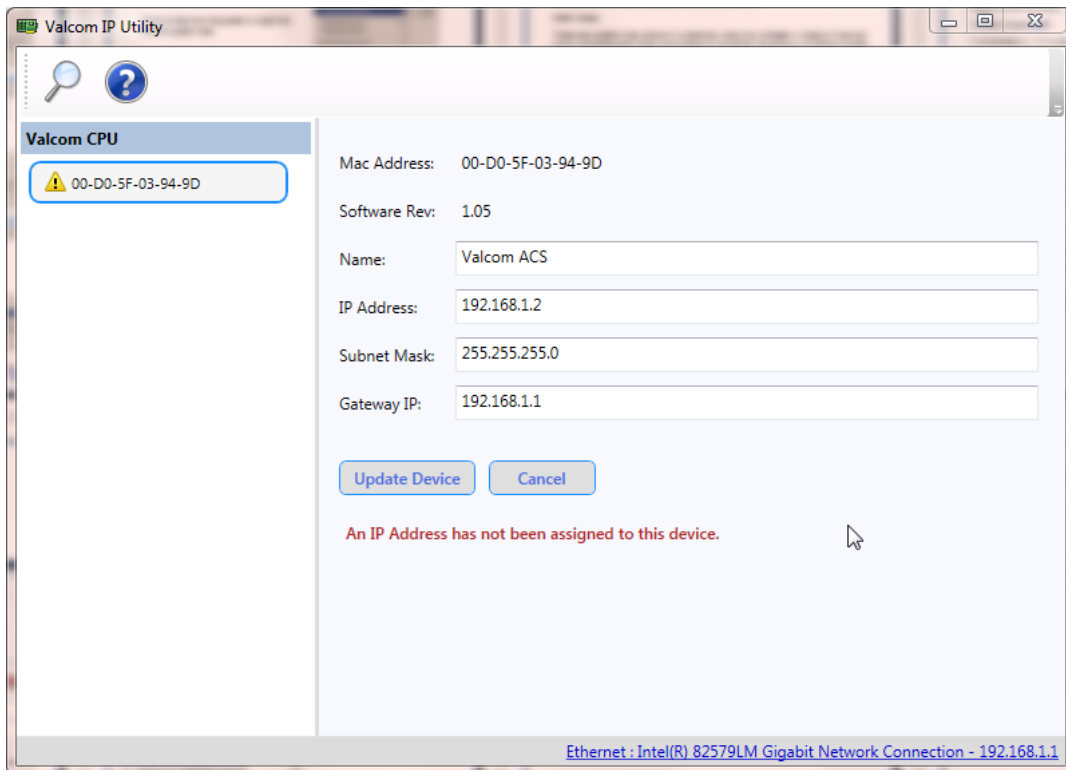 Valcom IP Utility
Valcom CPU
00-D0-5F-03-94-9D
Mac Address: 00-D0-5F-03-94-9D
Software Rev: 1.05
Name: Valcom ACS
IP Address: 192.168.1.2
Subnet Mask: 255.255.255.0
Gateway IP: 192.168.1.1
Update Device Cancel
An IP Address has not been assigned to this device.
Ethernet : Intel(R) 82579LM Gigabit Network Connection - 192.168.1.1